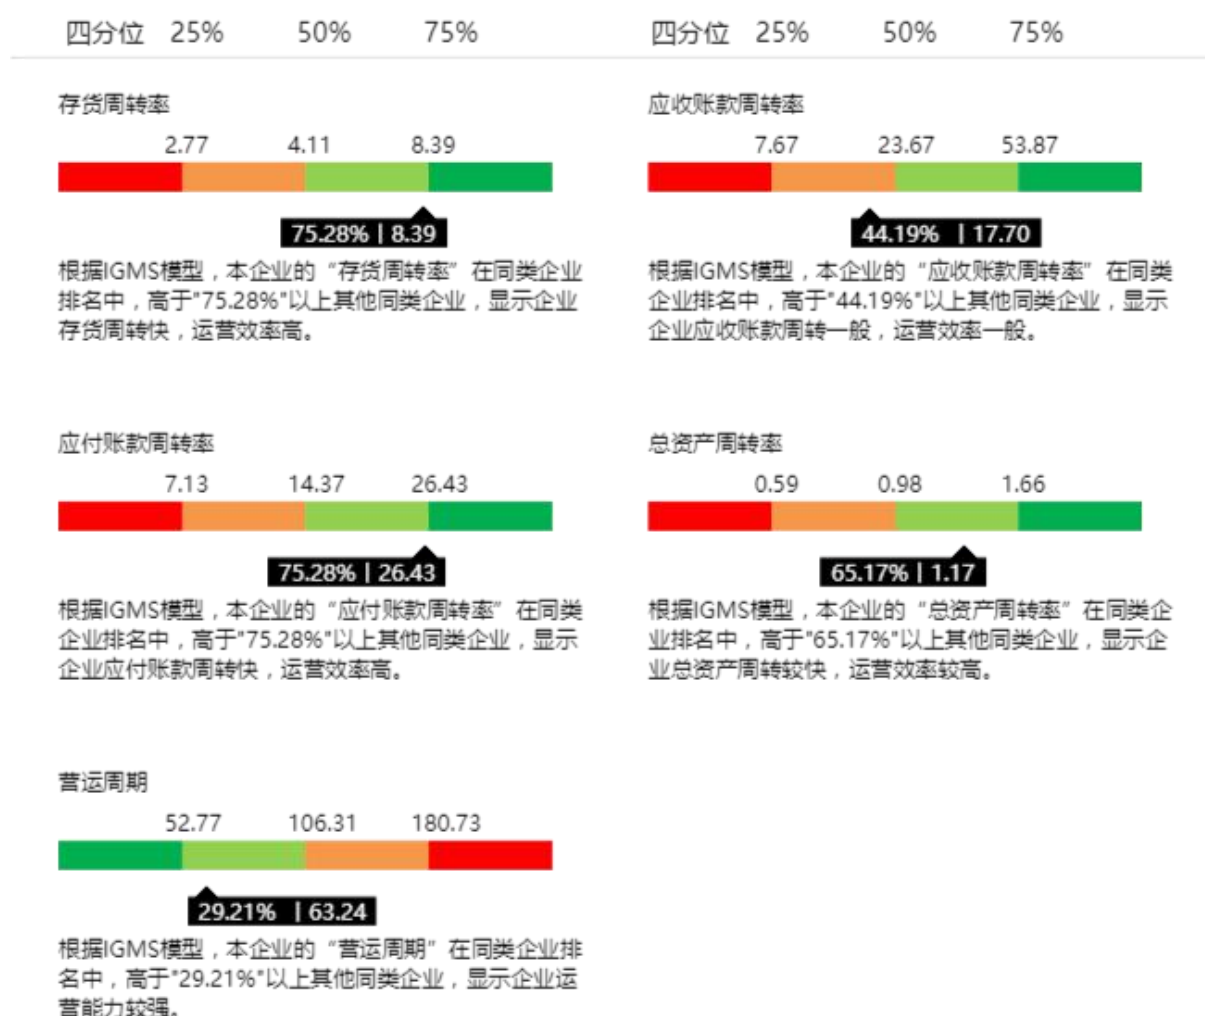 四分位 25% 50% 75%
四分位 25% 50% 75%
存货周转率
2.77 4.11 8.39
75.28% | 8.39
根据IGMS模型，本企业的“存货周转率”在同类企业
排名中，高于"75.28%"以上其他同类企业，显示企业
存货周转快，运营效率高。
应收账款周转率
7.67 23.67 53.87
44.19% | 17.70
根据IGMS模型，本企业的“应收账款周转率”在同类
企业排名中，高于"44.19%"以上其他同类企业，显示
企业应收账款周转一般，运营效率一般。
应付账款周转率
7.13 14.37 26.43
75.28% | 26.43
根据IGMS模型，本企业的“应付账款周转率”在同类
企业排名中，高于"75.28%"以上其他同类企业，显示
企业应付账款周转快，运营效率高。
总资产周转率
0.59 0.98 1.66
65.17% | 1.17
根据IGMS模型，本企业的“总资产周转率”在同类企
业排名中，高于"65.17%"以上其他同类企业，显示企
业总资产周转较快，运营效率较高。
营运周期
52.77 106.31 180.73
29.21% | 63.24
根据IGMS模型，本企业的“营运周期”在同类企业排
名中，高于"29.21%"以上其他同类企业，显示企业运
营能力较强。